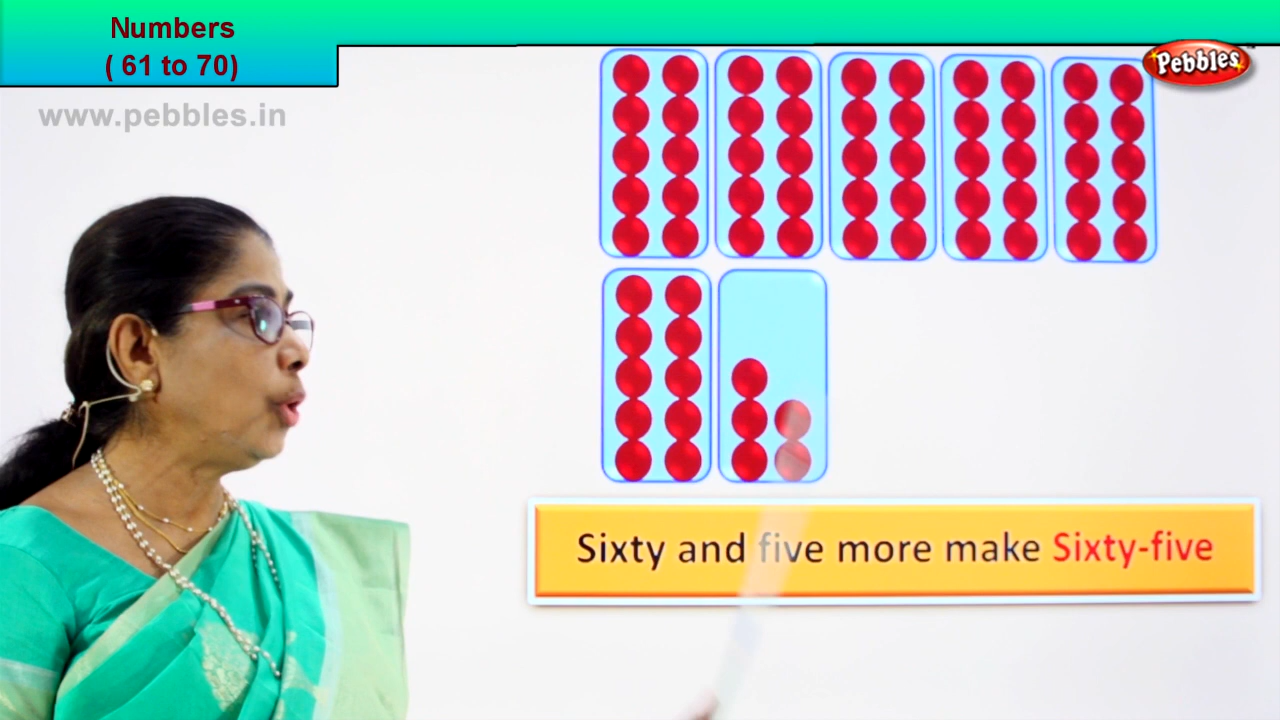 Numbers
( 61 to 70)
Pebbles
www.pebbles.in
Sixty and five more make Sixty-five